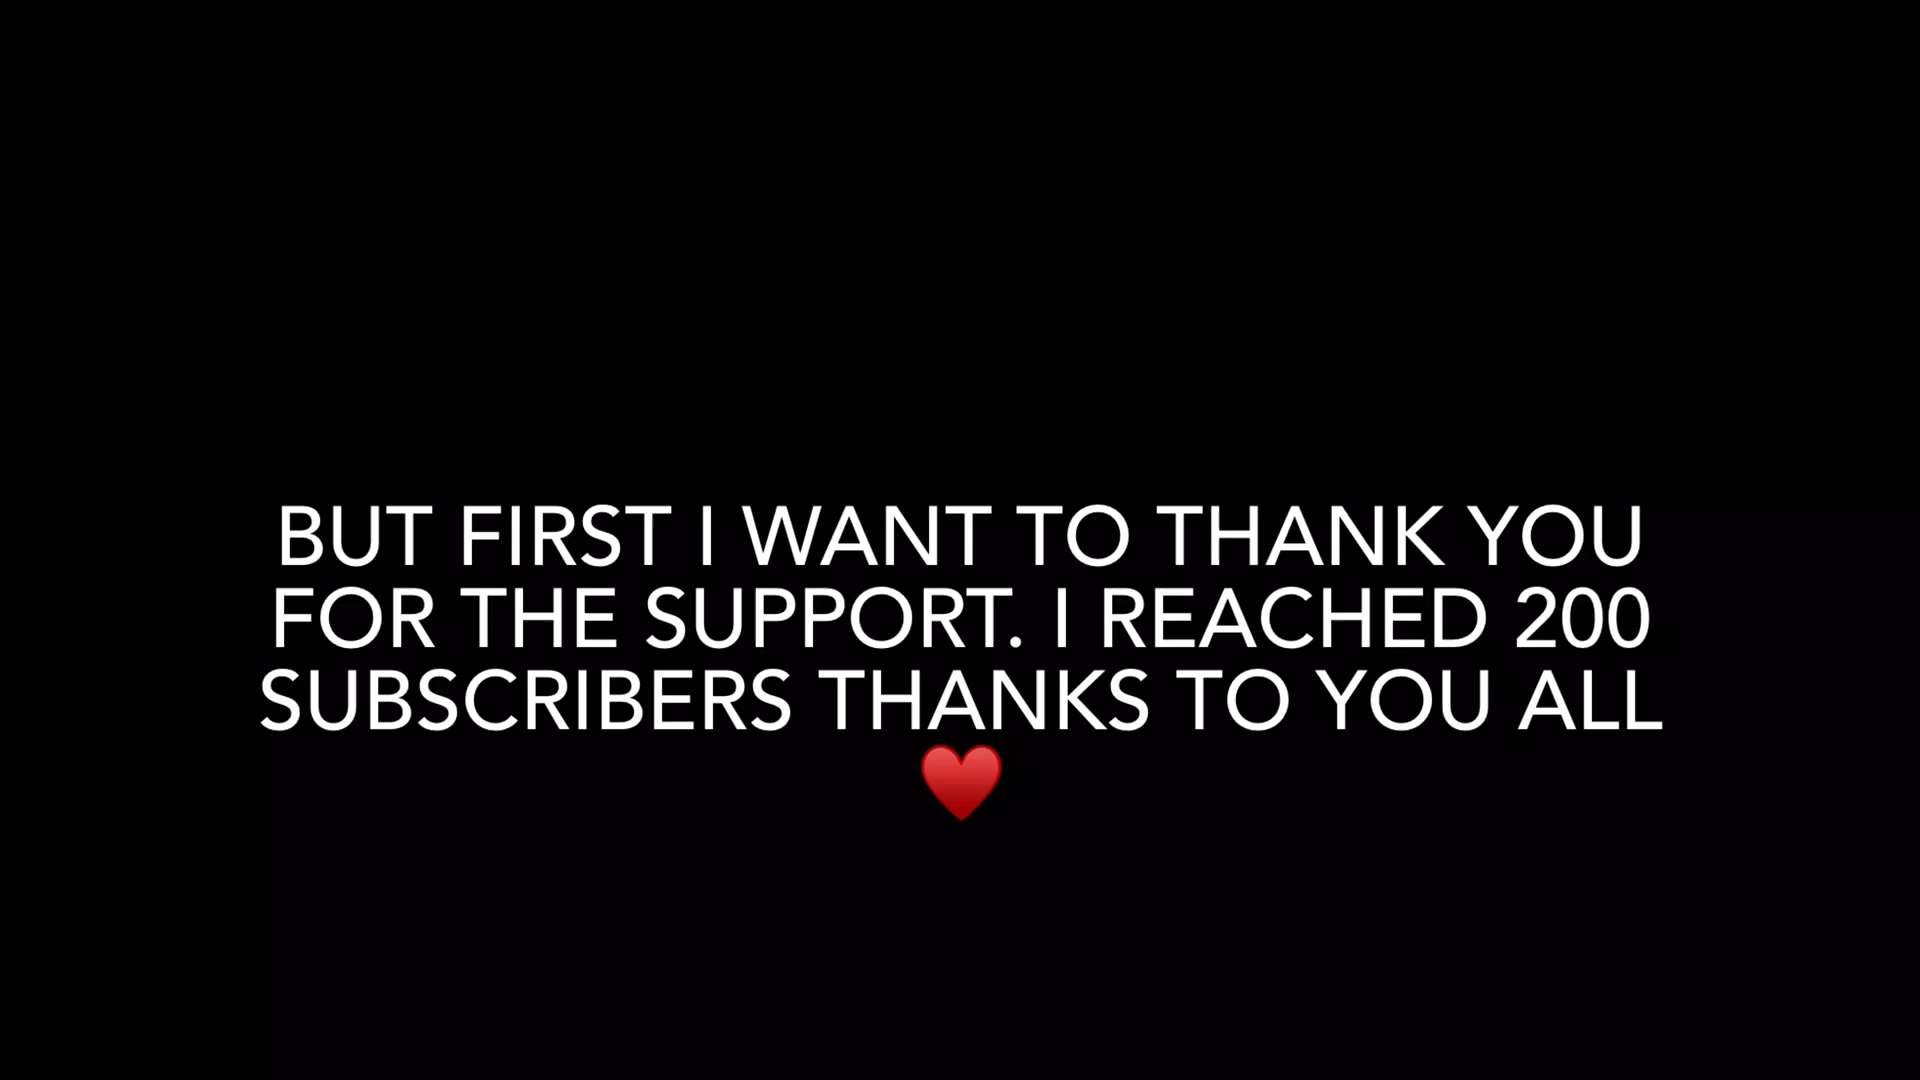 BUT FIRST I WANT TO THANK YOU
FOR THE SUPPORT. I REACHED 200
SUBSCRIBERS THANKS TO YOU ALL
♥️